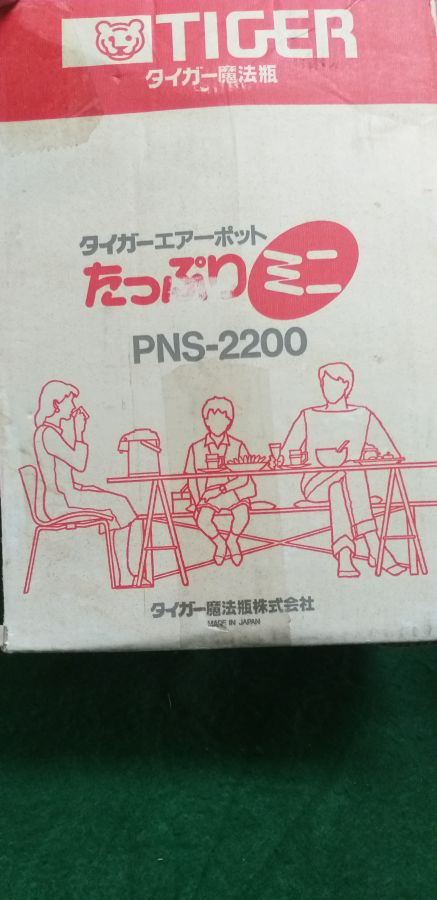 TIGER
タイガー魔法瓶
タイガーエアーポット
たっぷりミニ
PNS-2200
タイガー魔法瓶株式会社
MADE IN JAPAN